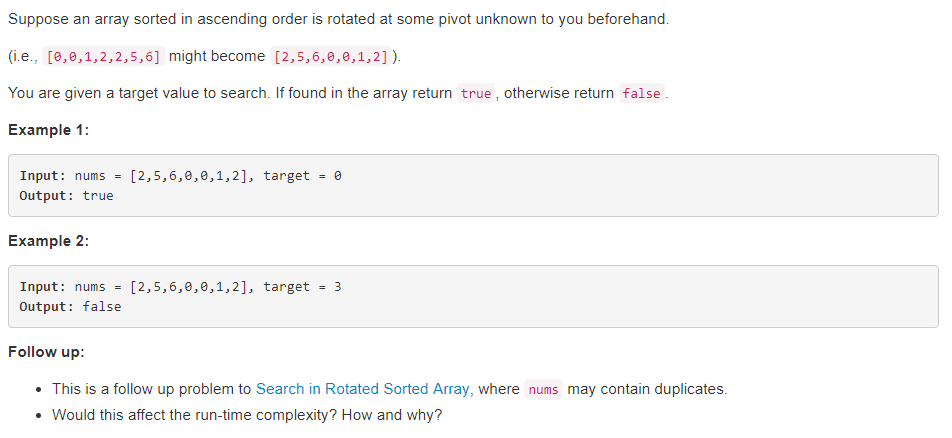 Suppose an array sorted in ascending order is rotated at some pivot unknown to you beforehand.
(i.e., [0,0,1,2,2,5,6] might become [2,5,6,0,0,1,2] ).
You are given a target value to search. If found in the array return true , otherwise return false .
Example 1:
Input: nums = [2,5,6,0,0,1,2], target = 0
Output: true
Example 2:
Input: nums = [2,5,6,0,0,1,2], target = 3
Output: false
Follow up:
• This is a follow up problem to Search in Rotated Sorted Array, where nums may contain duplicates.
• Would this affect the run-time complexity? How and why?